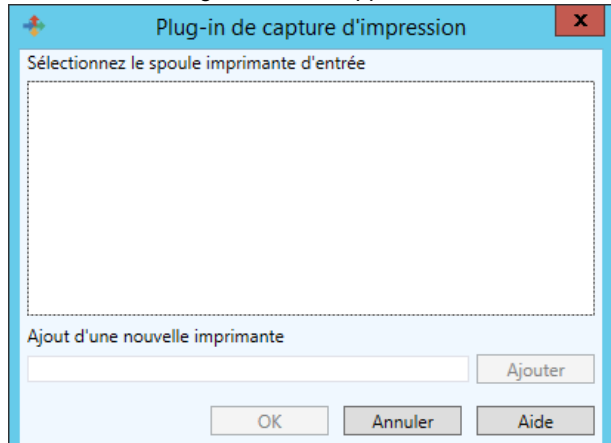 Plug-in de capture d'impression
x
Sélectionnez le spoule imprimante d'entrée
Ajout d'une nouvelle imprimante
Ajouter
OK Annuler Aide